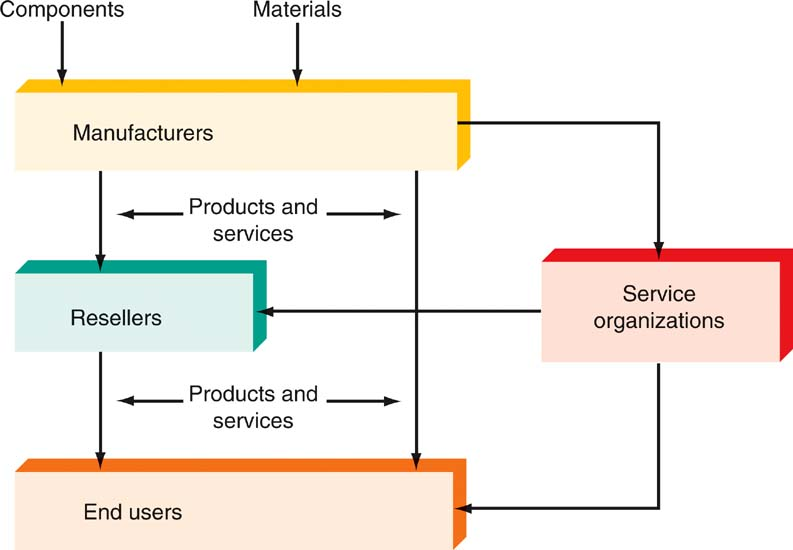 Components
Materials
Manufacturers
Products and
services
Resellers
Service
organizations
Products and
services
End users